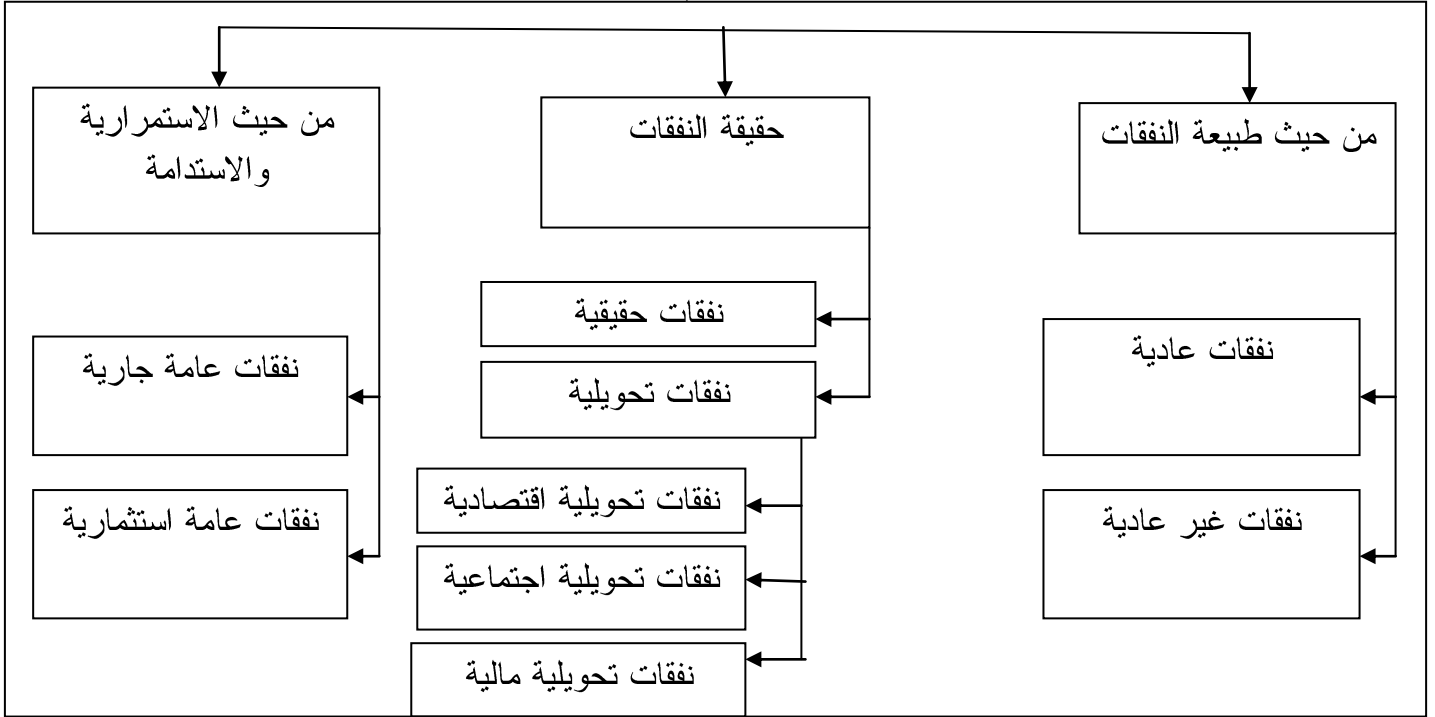 من حيث طبيعة النفقات
نفقات عادية
نفقات غير عادية
حقيقة النفقات
نفقات حقيقية
نفقات تحويلية
نفقات تحويلية اقتصادية
نفقات تحويلية اجتماعية
نفقات تحويلية مالية
من حيث الاستمرارية
والاستدامة
نفقات عامة جارية
نفقات عامة استثمارية